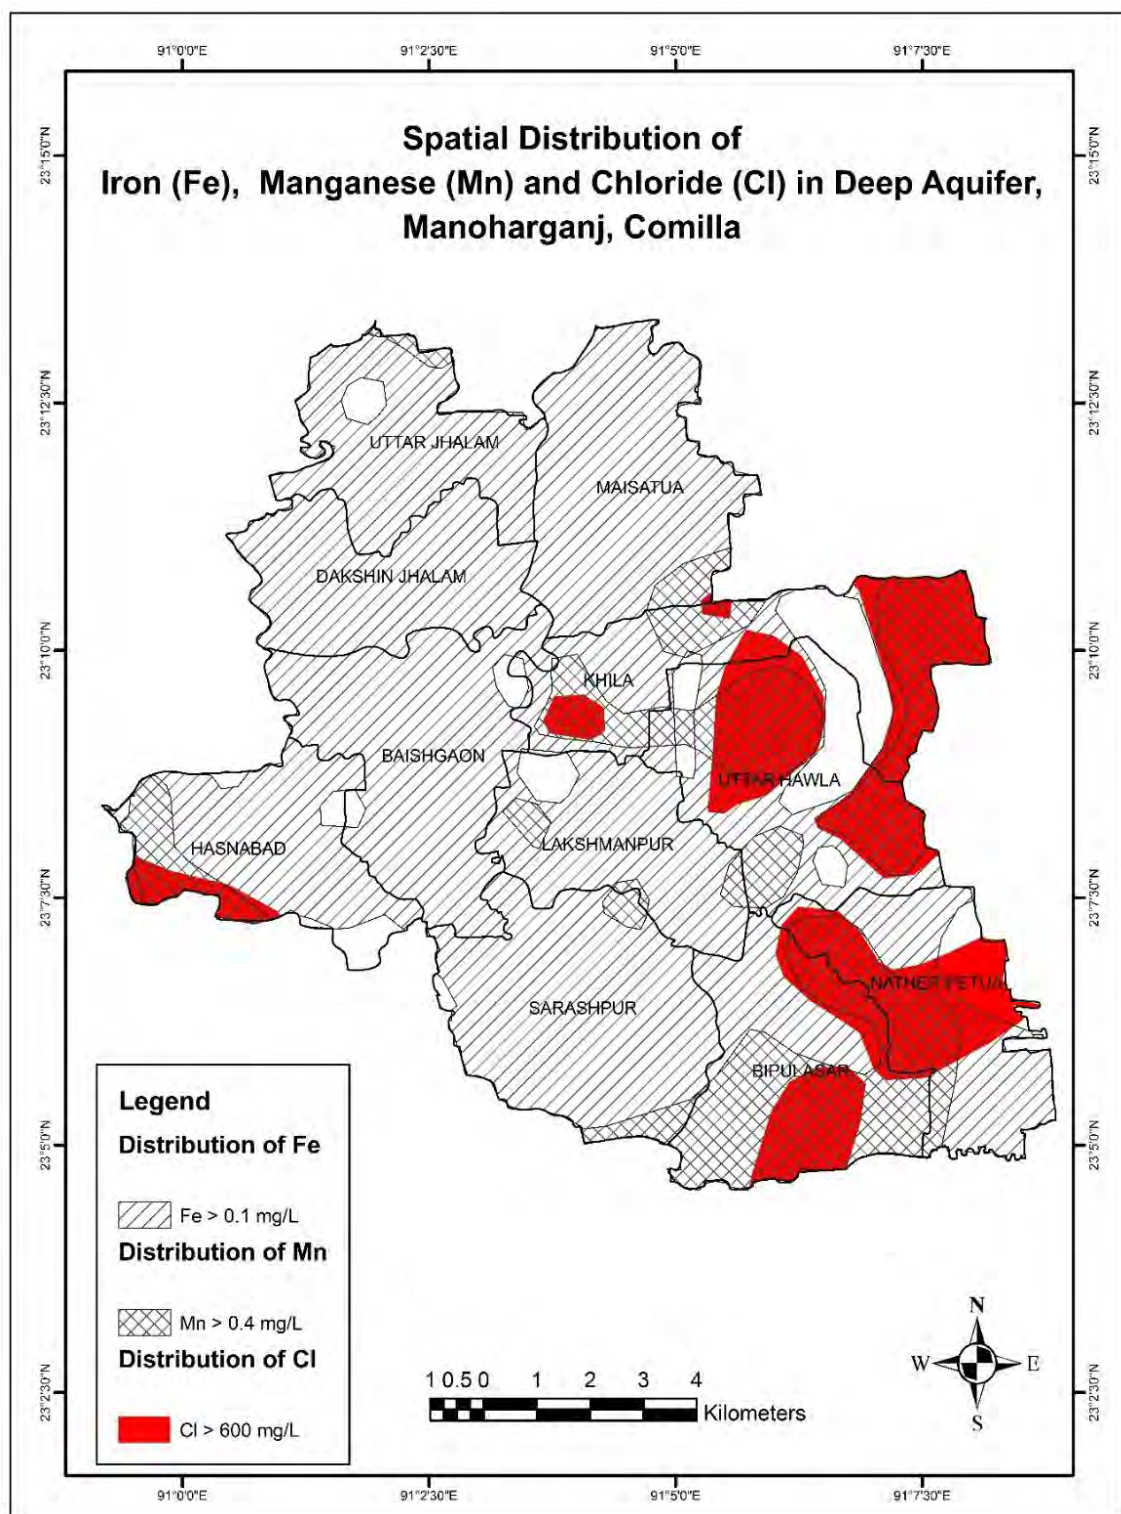 91°0'0"E 91°2'30"E 91°5'0"E 91°7'30"E
Spatial Distribution of
Iron (Fe), Manganese (Mn) and Chloride (Cl) in Deep Aquifer,
Manoharganj, Comilla
23°15'0"N 23°15'0"N
23°12'30"N 23°12'30"N
UTTAR JHALAM
MAISATUA
DAKSHIN JHALAM
23°10'0"N 23°10'0"N
KHILA
BAISHGAON
UTTAR HAWLA
HASNABAD
LAKSHMANPUR
23°7'30"N 23°7'30"N
NATHER PETUA
SARASHPUR
BIPULASAR
23°5'0"N 23°5'0"N
Legend
Distribution of Fe
Fe > 0.1 mg/L
Distribution of Mn
Mn > 0.4 mg/L
Distribution of Cl
Cl > 600 mg/L
N
W E
S
23°2'30"N 23°2'30"N
1 0.5 0 1 2 3 4
Kilometers
91°0'0"E 91°2'30"E 91°5'0"E 91°7'30"E